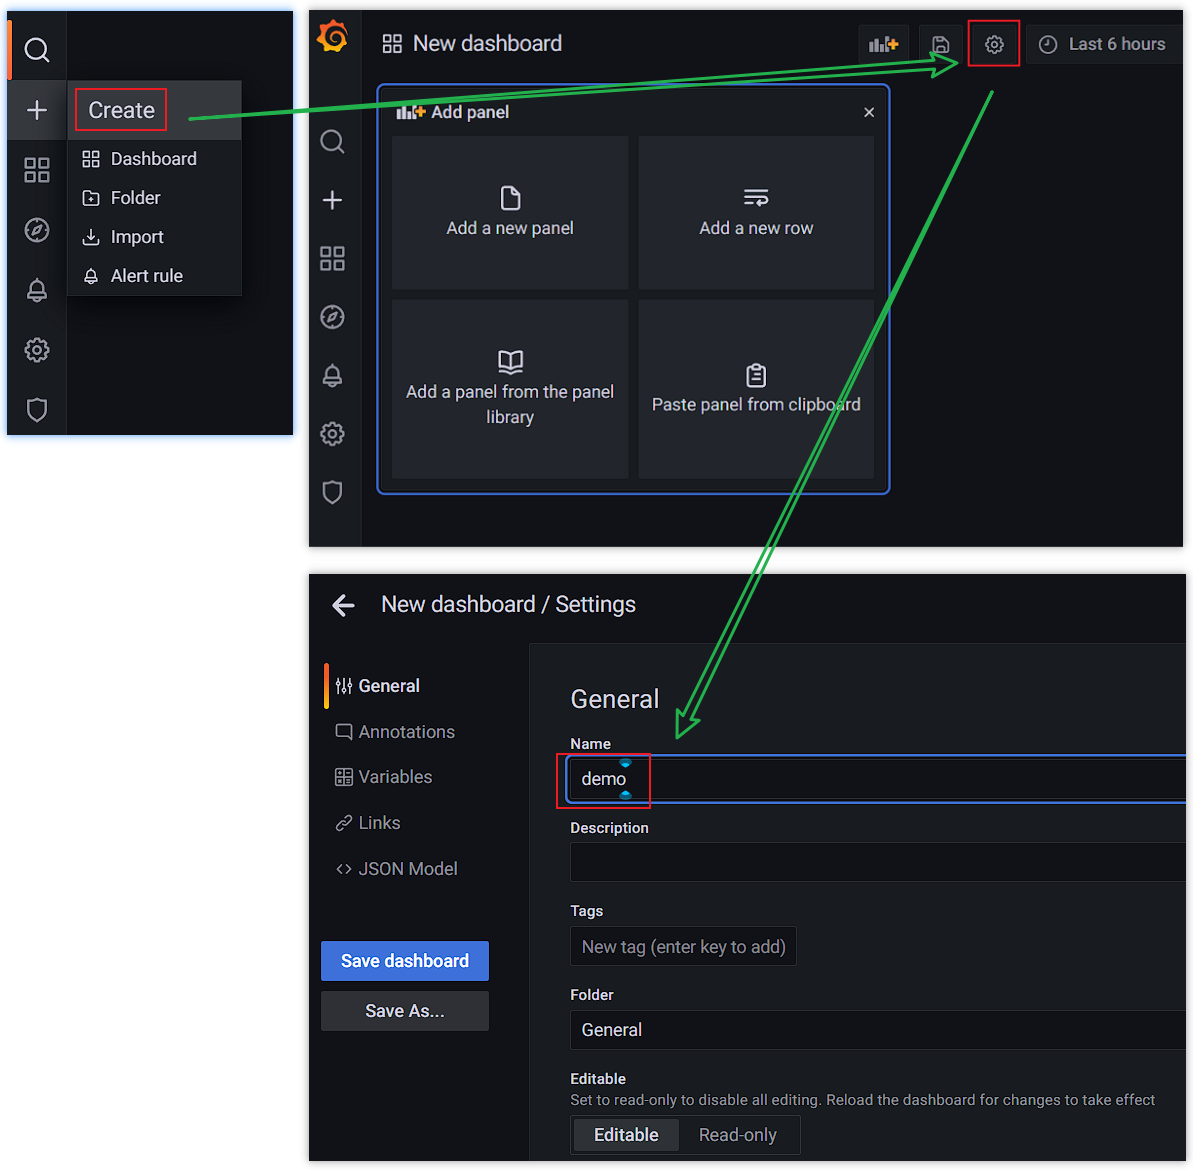 Create
Dashboard
Folder
Import
Alert rule
New dashboard
Last 6 hours
Add panel
Add a new panel
Add a new row
Add a panel from the panel
library
Paste panel from clipboard
New dashboard / Settings
General
Annotations
Variables
Links
JSON Model
Save dashboard
Save As...
General
Name
demo
Description
Tags
New tag (enter key to add)
Folder
General
Editable
Set to read-only to disable all editing. Reload the dashboard for changes to take effect
Editable Read-only